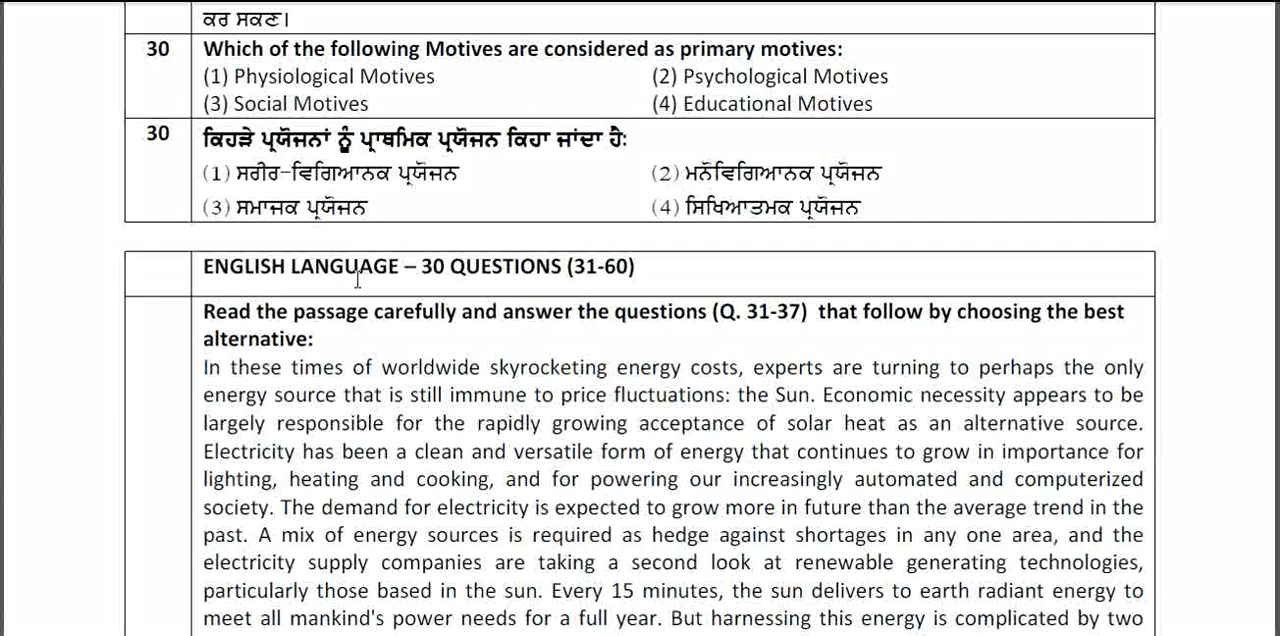 ਕਰ ਸਕਣ।
30 Which of the following Motives are considered as primary motives:
(1) Physiological Motives (2) Psychological Motives
(3) Social Motives (4) Educational Motives
30 ਕਿਹੜੇ ਪ੍ਰਯੋਜਨਾਂ ਨੂੰ ਪ੍ਰਾਥਮਿਕ ਪ੍ਰਯੋਜਨ ਕਿਹਾ ਜਾਂਦਾ ਹੈ:
(1) ਸਰੀਰ-ਵਿਗਿਆਨਕ ਪ੍ਰਯੋਜਨ (2) ਮਨੋਵਿਗਿਆਨਕ ਪ੍ਰਯੋਜਨ
(3) ਸਮਾਜਕ ਪ੍ਰਯੋਜਨ (4) ਸਿਖਿਆਤਮਕ ਪ੍ਰਯੋਜਨ
ENGLISH LANGUAGE – 30 QUESTIONS (31-60)
Read the passage carefully and answer the questions (Q. 31-37) that follow by choosing the best
alternative:
In these times of worldwide skyrocketing energy costs, experts are turning to perhaps the only
energy source that is still immune to price fluctuations: the Sun. Economic necessity appears to be
largely responsible for the rapidly growing acceptance of solar heat as an alternative source.
Electricity has been a clean and versatile form of energy that continues to grow in importance for
lighting, heating and cooking, and for powering our increasingly automated and computerized
society. The demand for electricity is expected to grow more in future than the average trend in the
past. A mix of energy sources is required as hedge against shortages in any one area, and the
electricity supply companies are taking a second look at renewable generating technologies,
particularly those based in the sun. Every 15 minutes, the sun delivers to earth radiant energy to
meet all mankind's power needs for a full year. But harnessing this energy is complicated by two